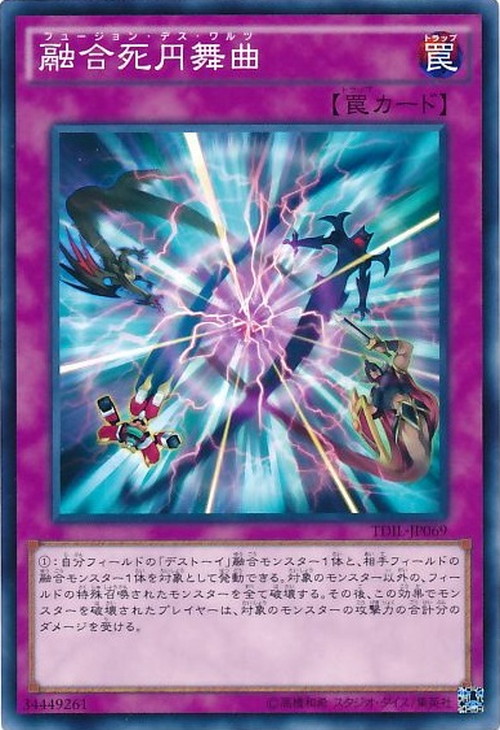 フュージョン・デス・ワルツ
融合死円舞曲
トラップ
罠
【罠カード】
TDIL-JP069
①：自分フィールドの「デストーイ」融合モンスター1体と、相手フィールドの
融合モンスター1体を対象として発動できる。対象のモンスター以外の、フィー
ルドの特殊召喚されたモンスターを全て破壊する。その後、この効果でモン
スターを破壊されたプレイヤーは、対象のモンスターの攻撃力の合計分の
ダメージを受ける。
34449261
©高橋和希 スタジオ・ダイス/集英社